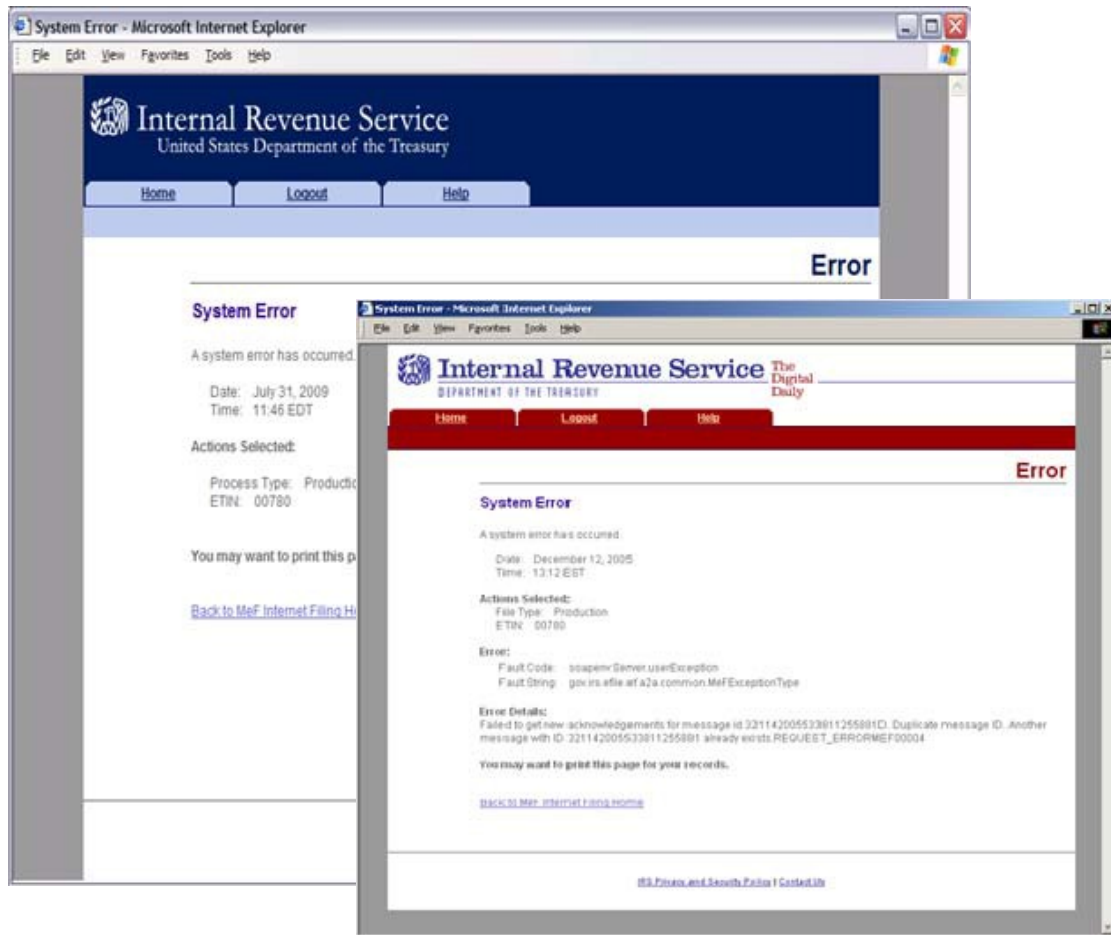 System Error - Microsoft Internet Explorer
File Edit View Favorites Tools Help
Internal Revenue Service
United States Department of the Treasury
Home Logout Help
Error
System Error
A system error has occurred.
Date: July 31, 2009
Time: 11:46 EDT
Actions Selected:
Process Type: Productio
ETIN: 00780
You may want to print this p
Back to MeF Internet Filing H
System Error - Microsoft Internet Explorer
File Edit View Favorites Tools Help
Internal Revenue Service The Digital Daily
DEPARTMENT OF THE TREASURY
Home Logout Help
Error
System Error
A system error has occurred
Date: December 12, 2005
Time: 13:12 EST
Actions Selected:
File Type: Production
ETIN: 00780
Error:
Fault Code: soapenv:Server.userException
Fault String: gov.irs.efile.atf.a2a.common.MeFExceptionType
Error Details:
Failed to get new acknowledgements for message id:32114200553381125588ID. Duplicate message ID. Another
message with ID 321142005533811255881 already exists.REQUEST_ERRORMEF00004
You may want to print this page for your records.
Back to MeF Internet Filing Home
IRS Privacy and Security Policy | Contact Us